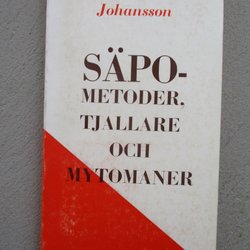 Johansson
SÄPO-
METODER,
TJALLARE
OCH
MYTOMANER